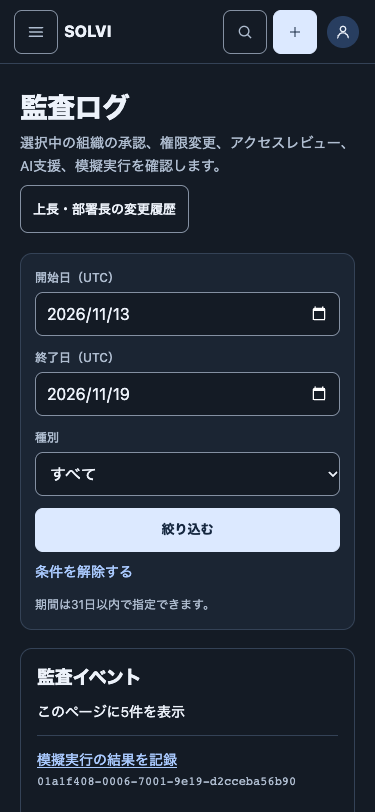 SOLVI
監査ログ
選択中の組織の承認、権限変更、アクセスレビュー、
AI支援、模擬実行を確認します。
上長・部署長の変更履歴
開始日（UTC）
2026/11/13
終了日（UTC）
2026/11/19
種別
すべて
絞り込む
条件を解除する
期間は31日以内で指定できます。
監査イベント
このページに5件を表示
模擬実行の結果を記録
01a1f408-0006-7001-9e19-d2cceba56b90